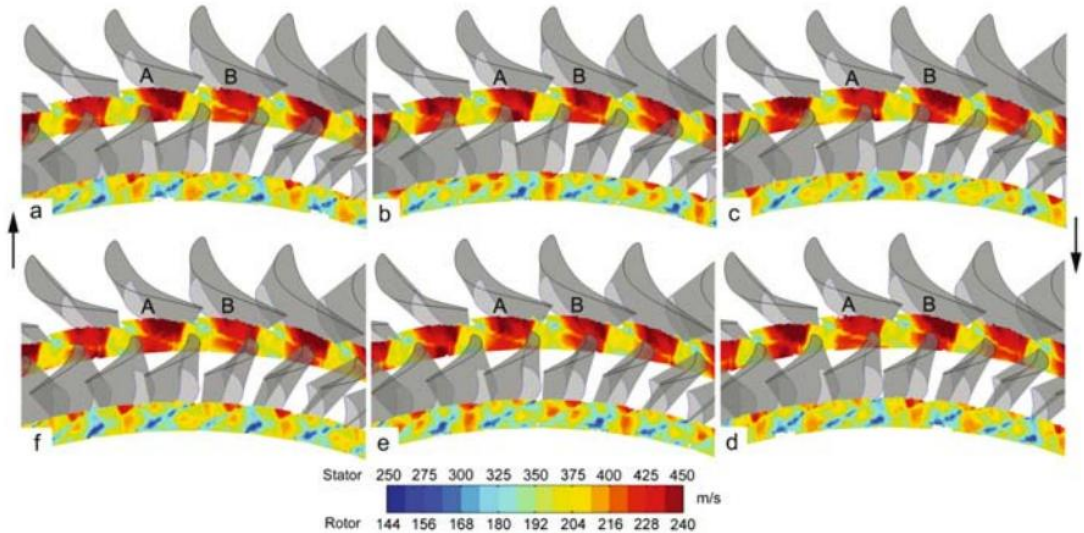 A B A B A B
a b c
A B A B A B
f e d
Stator 250 275 300 325 350 375 400 425 450
m/s
Rotor 144 156 168 180 192 204 216 228 240